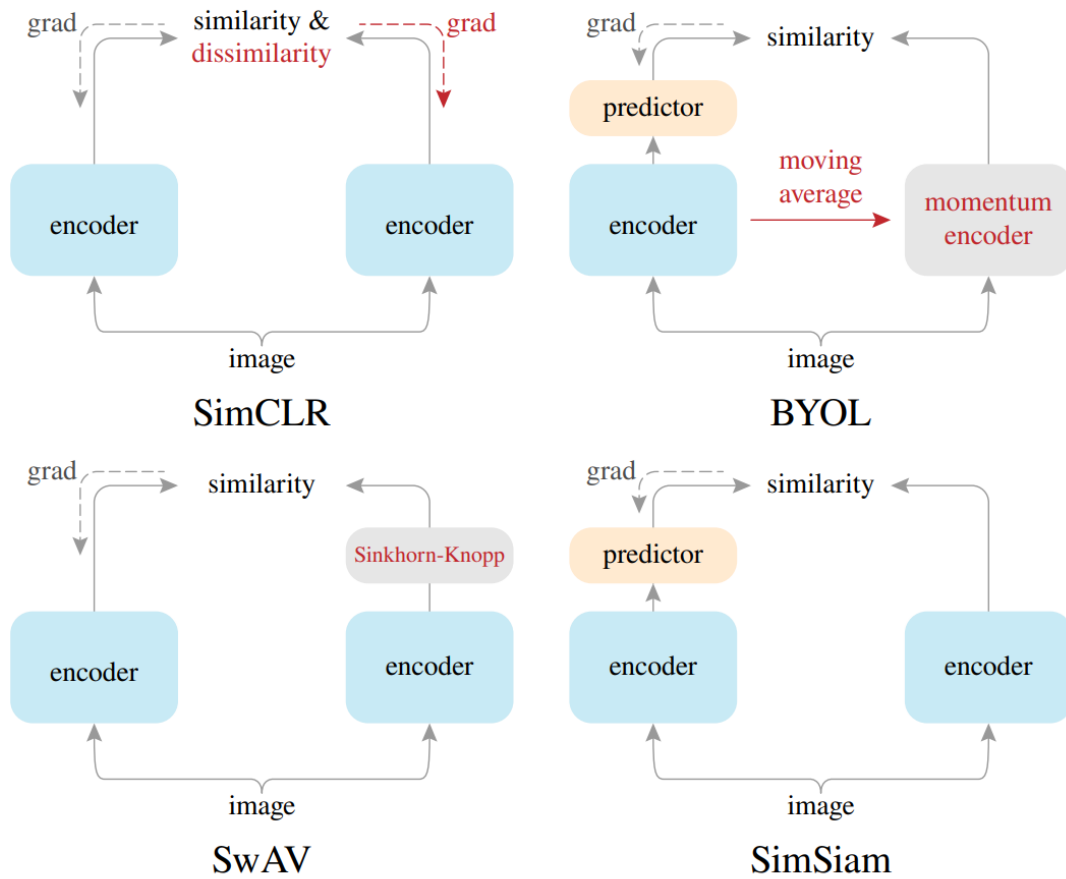 grad
similarity &
dissimilarity
grad
encoder
encoder
image
SimCLR
grad
similarity
predictor
encoder
moving
average
momentum
encoder
image
BYOL
grad
similarity
Sinkhorn-Knopp
encoder
encoder
image
SwAV
grad
similarity
predictor
encoder
encoder
image
SimSiam